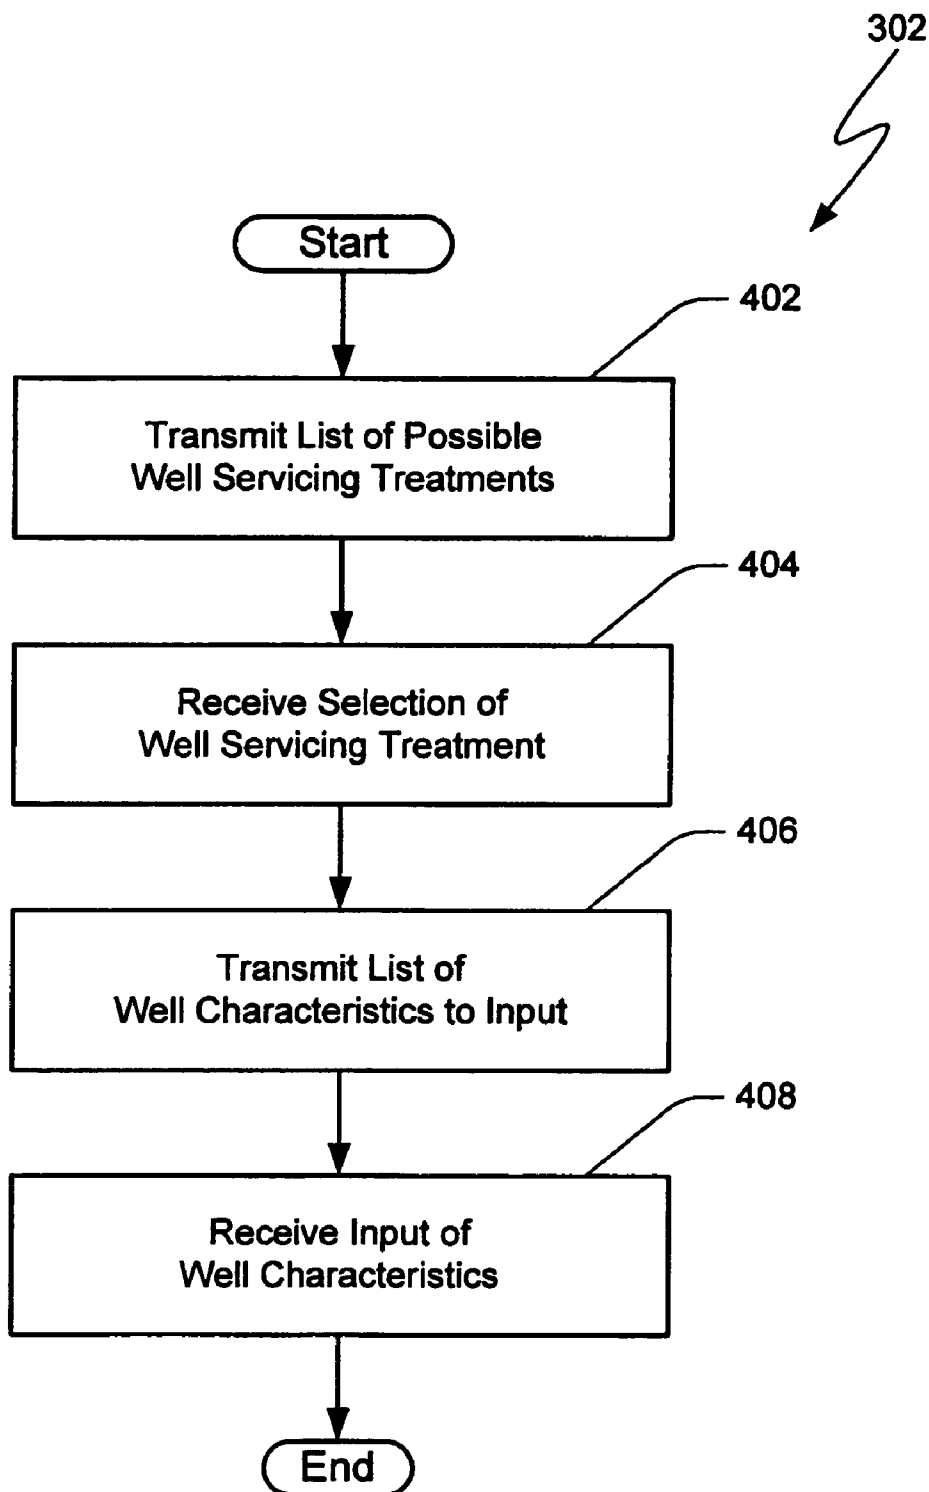 302
Start
402
Transmit List of Possible
Well Servicing Treatments
404
Receive Selection of
Well Servicing Treatment
406
Transmit List of
Well Characteristics to Input
408
Receive Input of
Well Characteristics
End